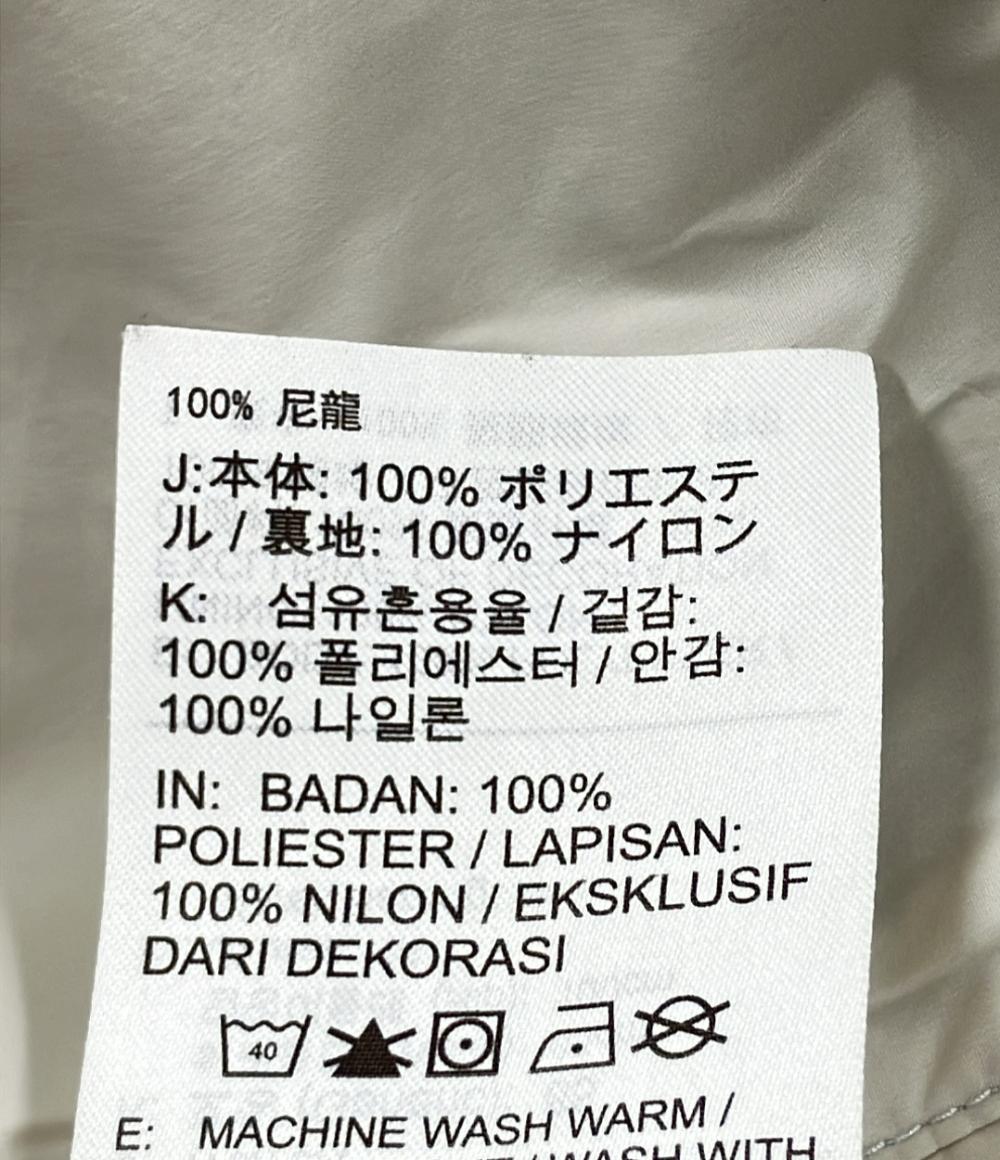 100% 尼龍
J:本体: 100% ポリエステ
ル / 裏地: 100% ナイロン
K: 섬유혼용율 / 겉감:
100% 폴리에스터 / 안감:
100% 나일론
IN: BADAN: 100%
POLIESTER / LAPISAN:
100% NILON / EKSKLUSIF
DARI DEKORASI
40
E: MACHINE WASH WARM /
WASH WITH